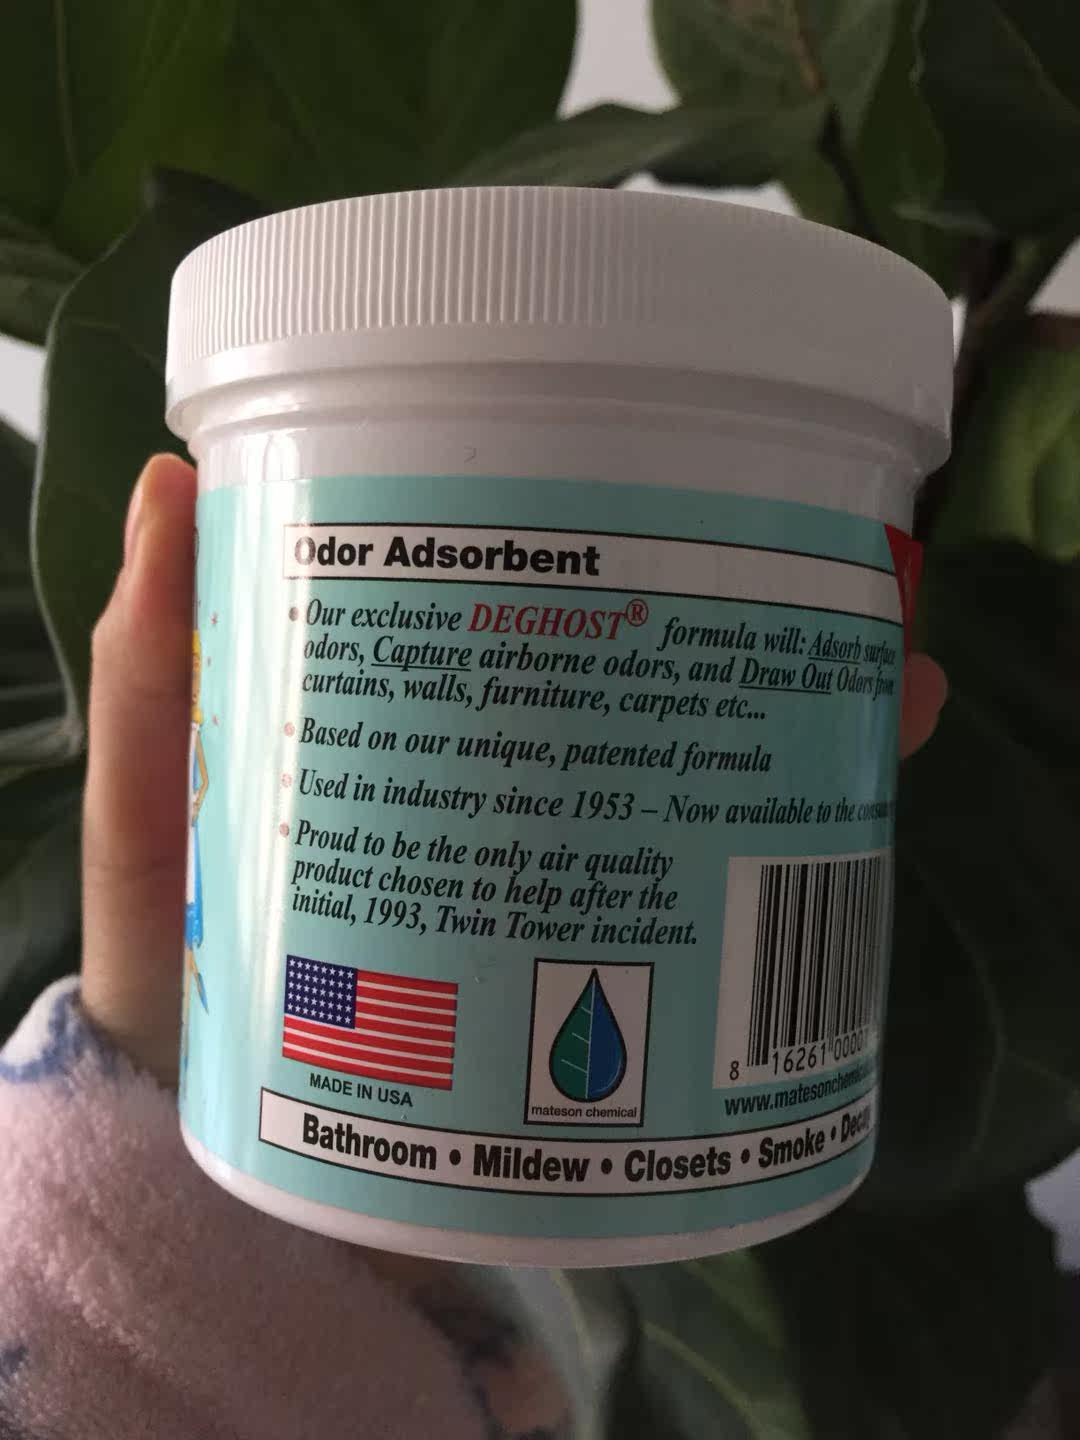 Odor Adsorbent
• Our exclusive DEGHOST® formula will: Adsorb surface
odors, Capture airborne odors, and Draw Out Odors from
curtains, walls, furniture, carpets etc...
• Based on our unique, patented formula
• Used in industry since 1953 – Now available to the
• Proud to be the only air quality
product chosen to help after the
initial, 1993, Twin Tower incident.
MADE IN USA
mateson chemical
8 16261 0000
www.matesonchemical
Bathroom • Mildew • Closets • Smoke •